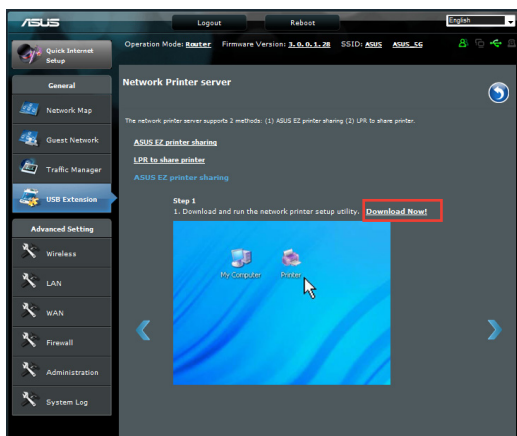 ASUS
Logout
Reboot
English
Quick Internet
Setup
Operation Mode: Router Firmware Version: 3.0.0.1.28 SSID: ASUS ASUS_5G
General
Network Map
Guest Network
Traffic Manager
USB Extension
Advanced Setting
Wireless
LAN
WAN
Firewall
Administration
System Log
Network Printer server
The network printer server supports 2 methods: (1) ASUS EZ printer sharing (2) LPR to share printer.
ASUS EZ printer sharing
LPR to share printer
ASUS EZ printer sharing
Step 1
1. Download and run the network printer setup utility. Download Now!
My Computer
Printer